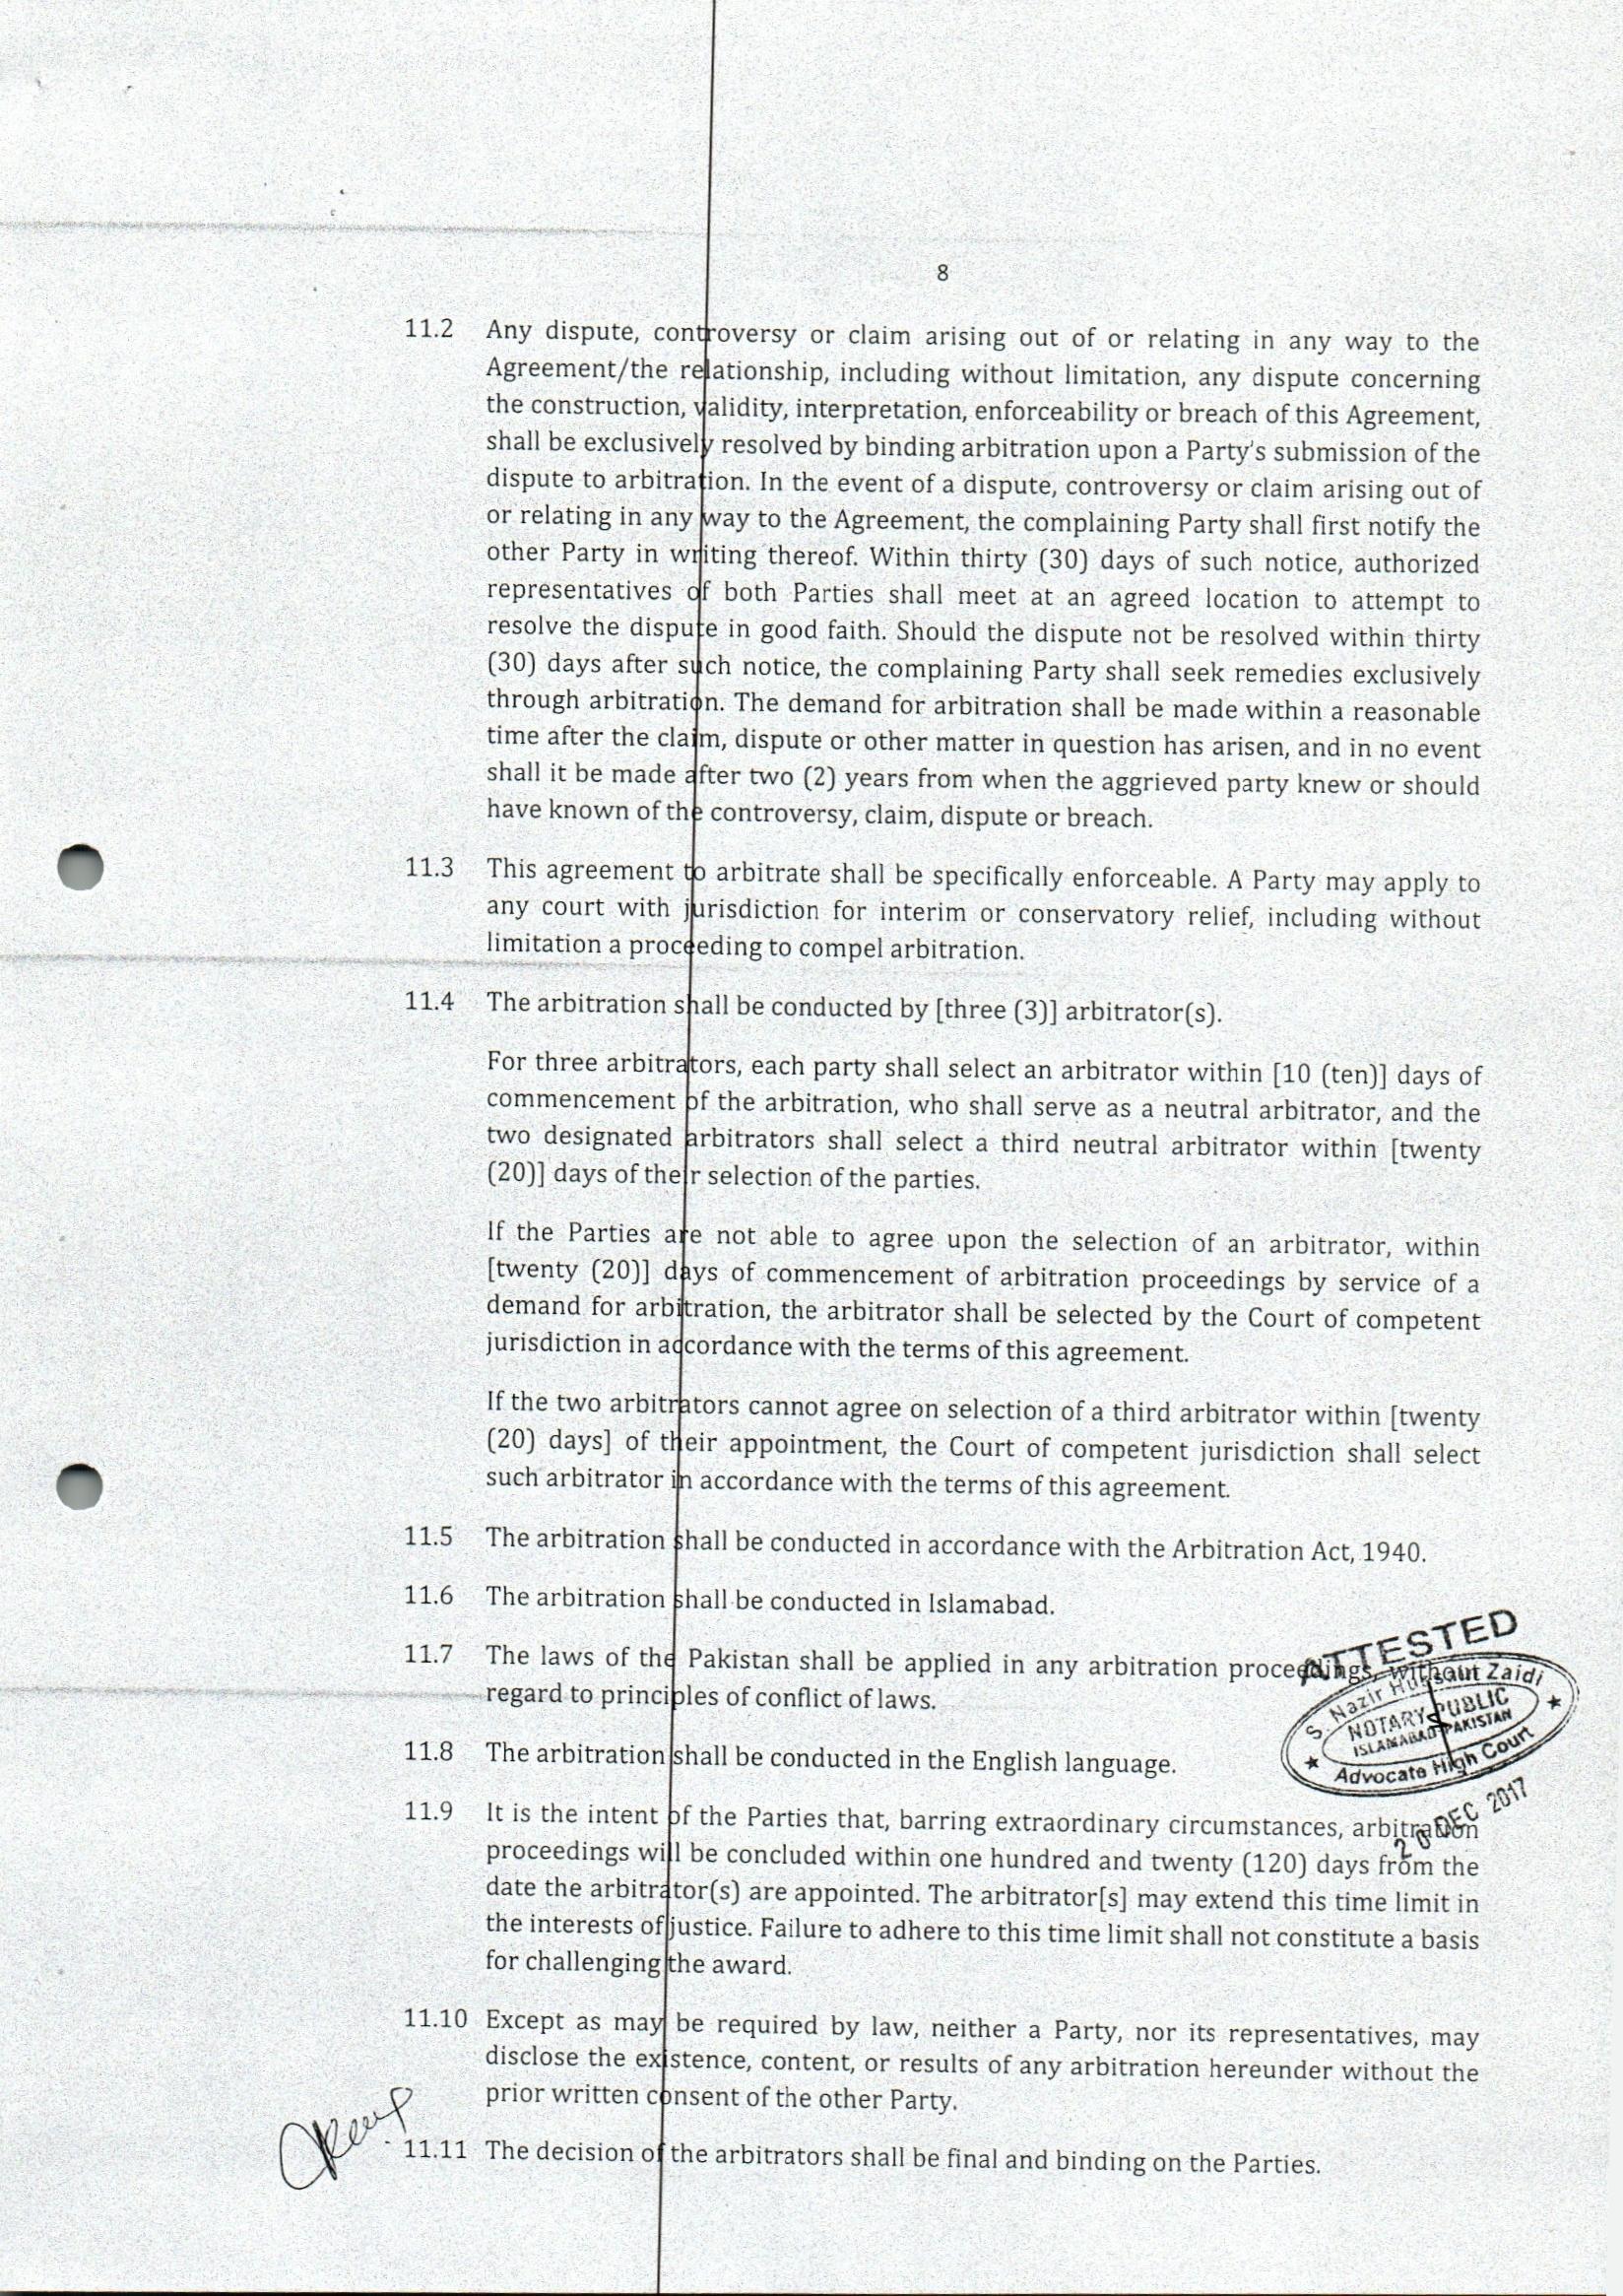 8
11.2 Any dispute, controversy or claim arising out of or relating in any way to the
Agreement/the relationship, including without limitation, any dispute concerning
the construction, validity, interpretation, enforceability or breach of this Agreement,
shall be exclusively resolved by binding arbitration upon a Party's submission of the
dispute to arbitration. In the event of a dispute, controversy or claim arising out of
or relating in any way to the Agreement, the complaining Party shall first notify the
other Party in writing thereof. Within thirty (30) days of such notice, authorized
representatives of both Parties shall meet at an agreed location to attempt to
resolve the dispute in good faith. Should the dispute not be resolved within thirty
(30) days after such notice, the complaining Party shall seek remedies exclusively
through arbitration. The demand for arbitration shall be made within a reasonable
time after the claim, dispute or other matter in question has arisen, and in no event
shall it be made after two (2) years from when the aggrieved party knew or should
have known of the controversy, claim, dispute or breach.
11.3 This agreement to arbitrate shall be specifically enforceable. A Party may apply to
any court with jurisdiction for interim or conservatory relief, including without
limitation a proceeding to compel arbitration.
11.4 The arbitration shall be conducted by [three (3)] arbitrator(s).
For three arbitrators, each party shall select an arbitrator within [10 (ten)] days of
commencement of the arbitration, who shall serve as a neutral arbitrator, and the
two designated arbitrators shall select a third neutral arbitrator within [twenty
(20)] days of their selection of the parties.
If the Parties are not able to agree upon the selection of an arbitrator, within
[twenty (20)] days of commencement of arbitration proceedings by service of a
demand for arbitration, the arbitrator shall be selected by the Court of competent
jurisdiction in accordance with the terms of this agreement.
If the two arbitrators cannot agree on selection of a third arbitrator within [twenty
(20) days] of their appointment, the Court of competent jurisdiction shall select
such arbitrator in accordance with the terms of this agreement.
11.5 The arbitration shall be conducted in accordance with the Arbitration Act, 1940.
11.6 The arbitration shall be conducted in Islamabad.
11.7 The laws of the Pakistan shall be applied in any arbitration proceedings, without
regard to principles of conflict of laws.
ATTESTED
S. Nazir Hussain Zaidi
NOTARY PUBLIC
ISLAMABAD PAKISTAN
Advocate High Court
20 DEC 2017
11.8 The arbitration shall be conducted in the English language.
11.9 It is the intent of the Parties that, barring extraordinary circumstances, arbitration
proceedings will be concluded within one hundred and twenty (120) days from the
date the arbitrator(s) are appointed. The arbitrator[s] may extend this time limit in
the interests of justice. Failure to adhere to this time limit shall not constitute a basis
for challenging the award.
11.10 Except as may be required by law, neither a Party, nor its representatives, may
disclose the existence, content, or results of any arbitration hereunder without the
prior written consent of the other Party.
11.11 The decision of the arbitrators shall be final and binding on the Parties.